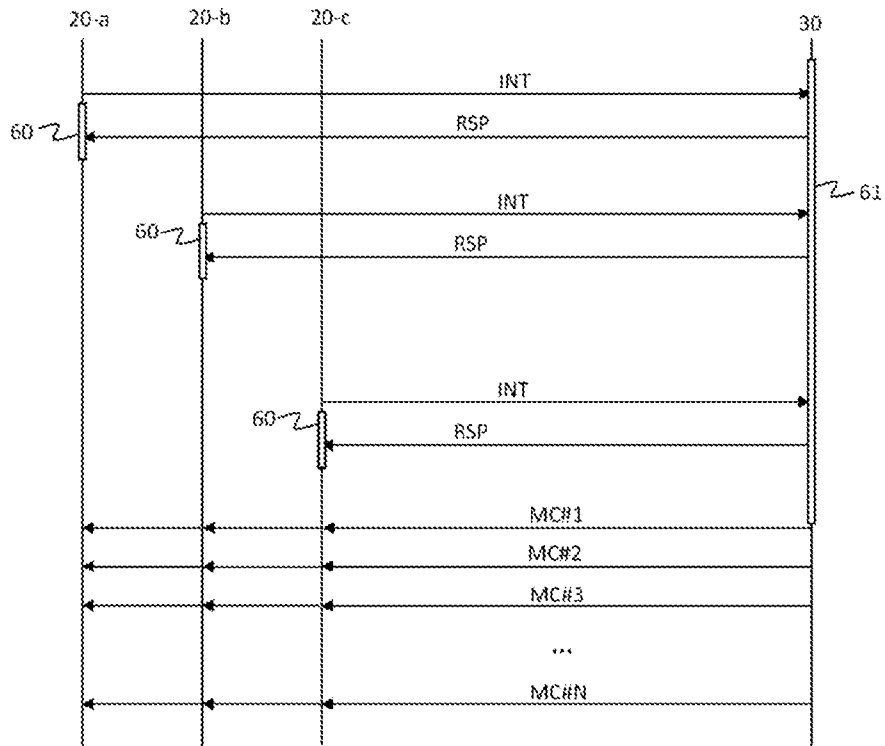 20-a 20-b 20-c 30
INT
60 RSP
61
INT
60
RSP
INT
60
RSP
MC#1
MC#2
MC#3
...
MC#N